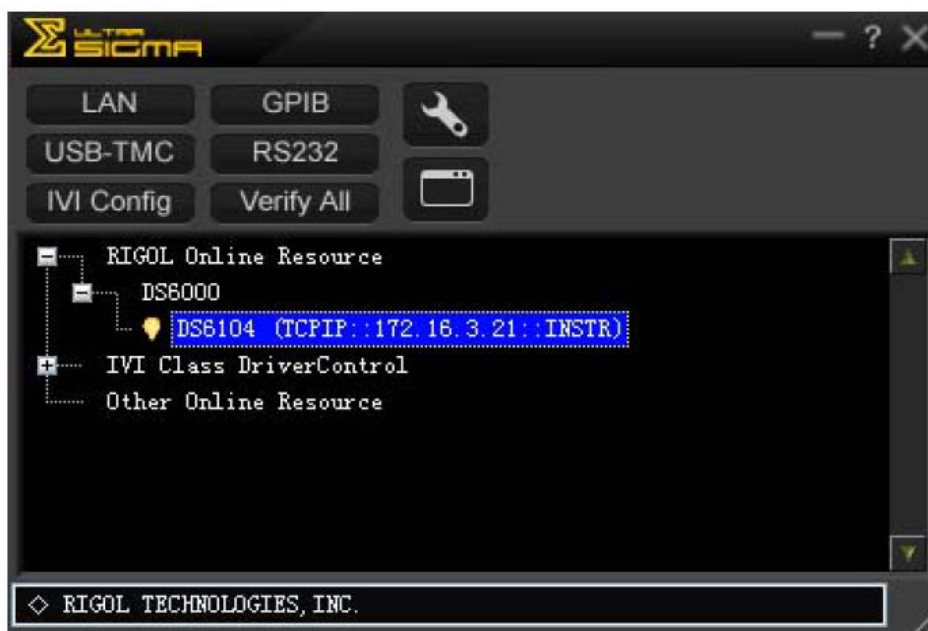 ULTRA
Σ SIGMA
?
LAN
GPIB
USB-TMC
RS232
IVI Config
Verify All
RIGOL Online Resource
DS6000
DS6104 (TCPIP::172.16.3.21::INSTR)
IVI Class DriverControl
Other Online Resource
◇ RIGOL TECHNOLOGIES, INC.